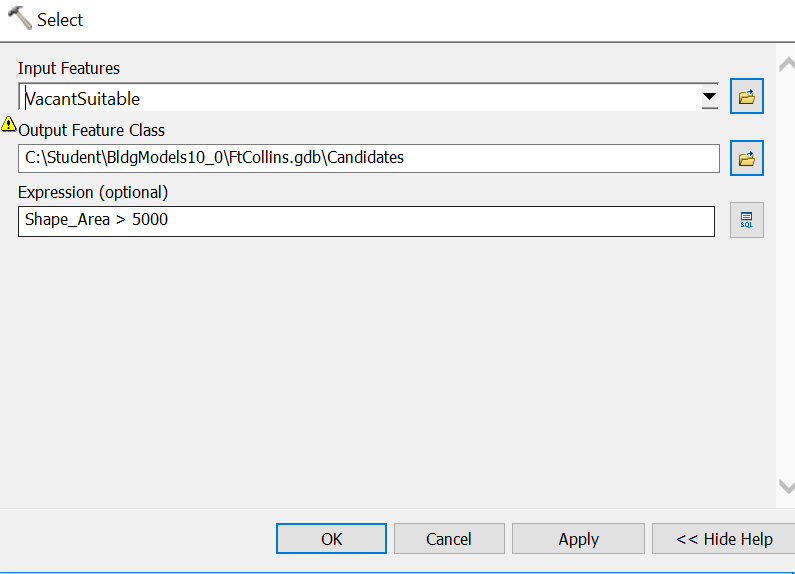 Select
Input Features
VacantSuitable
Output Feature Class
C:\Student\BldgModels10_0\FtCollins.gdb\Candidates
Expression (optional)
Shape_Area > 5000
SQL
OK Cancel Apply << Hide Help